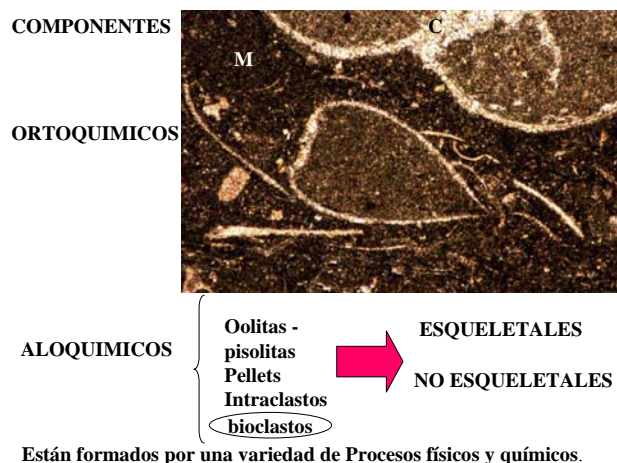 COMPONENTES
C
M
ORTOQUIMICOS
ALOQUIMICOS
Oolitas -
pisolitas
Pellets
Intraclastos
bioclastos
ESQUELETALES
NO ESQUELETALES
Están formados por una variedad de Procesos físicos y químicos.